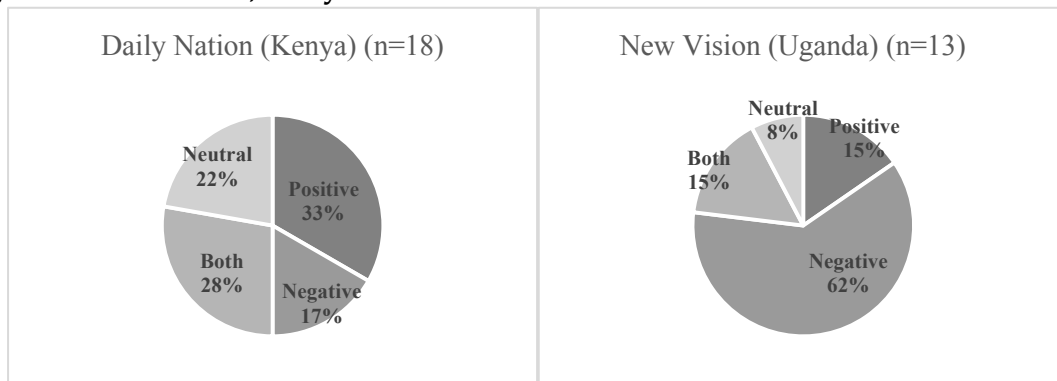 Daily Nation (Kenya) (n=18)
Neutral
22%
Positive
33%
Both
28%
Negative
17%
New Vision (Uganda) (n=13)
Neutral
8%
Positive
15%
Both
15%
Negative
62%